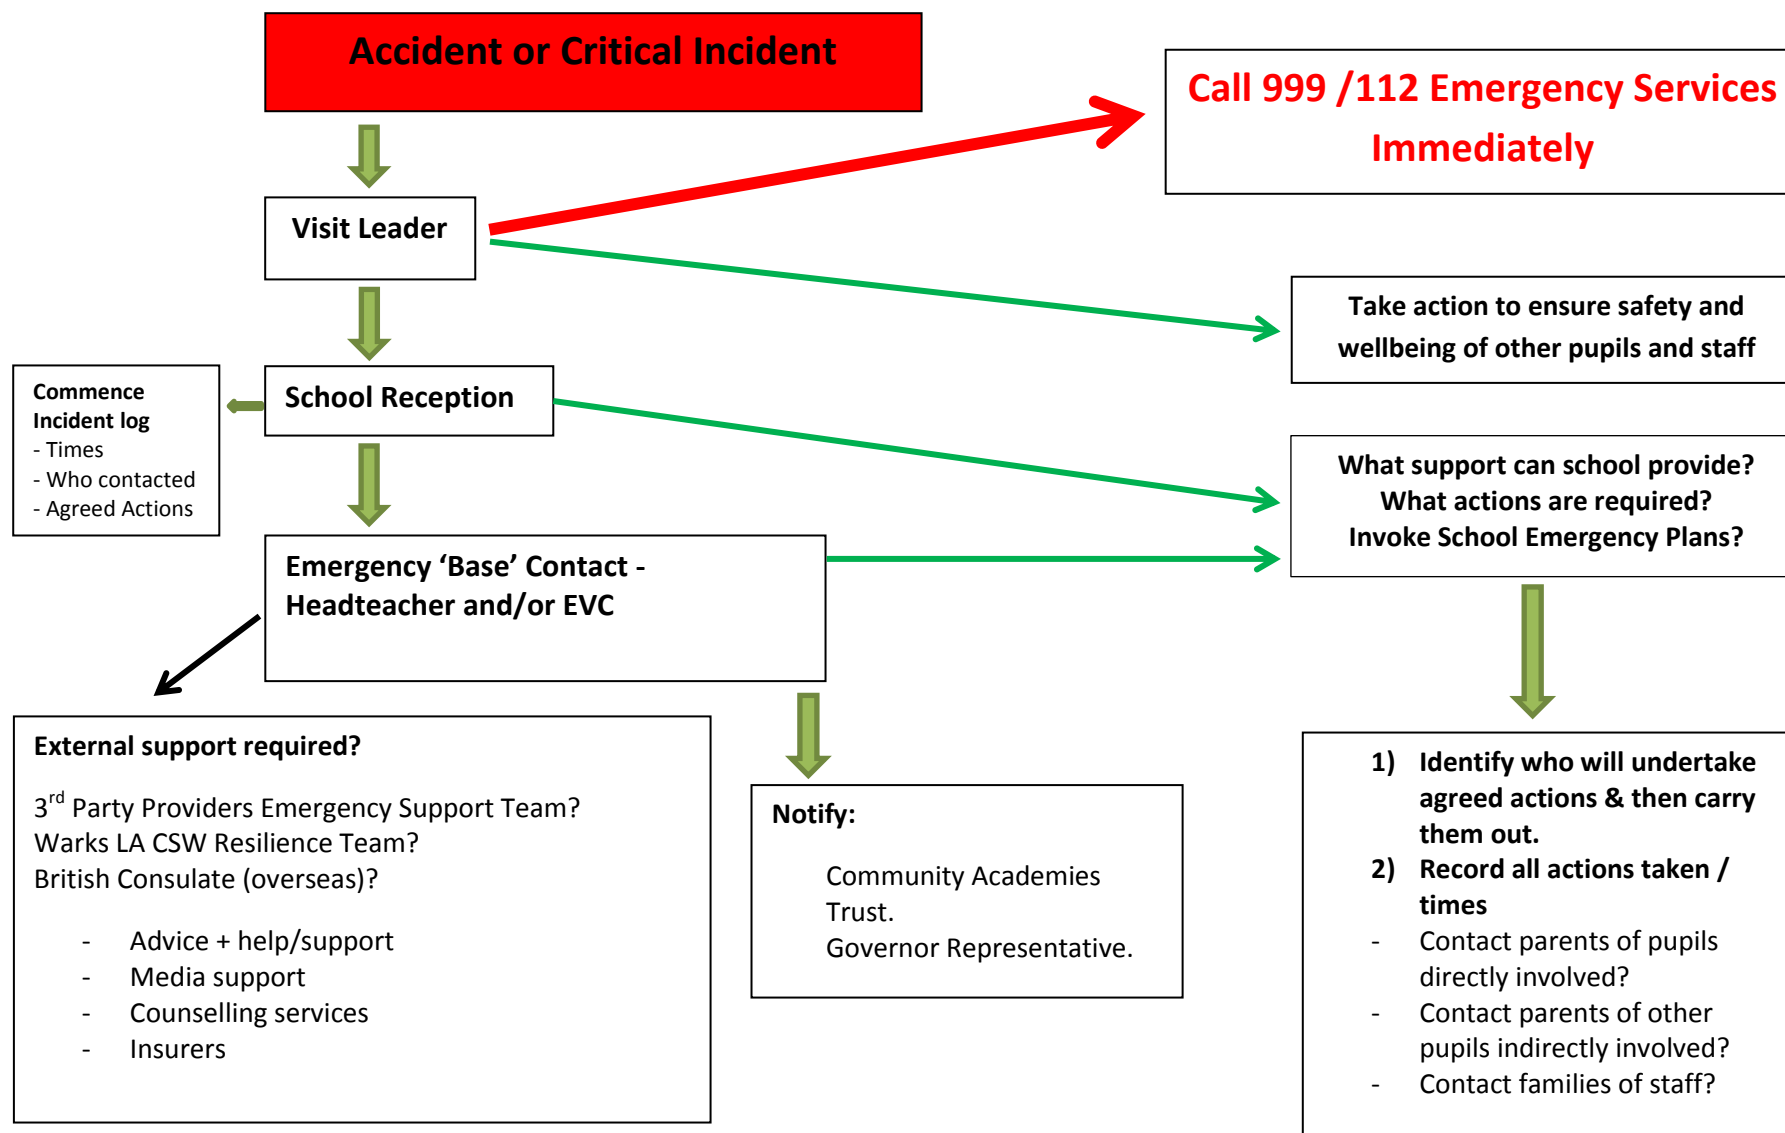 Accident or Critical Incident
Call 999 /112 Emergency Services
Immediately
Visit Leader
Take action to ensure safety and
wellbeing of other pupils and staff
School Reception
Commence
Incident log
- Times
- Who contacted
- Agreed Actions
What support can school provide?
What actions are required?
Invoke School Emergency Plans?
Emergency ‘Base’ Contact -
Headteacher and/or EVC
External support required?
3rd Party Providers Emergency Support Team?
Warks LA CSW Resilience Team?
British Consulate (overseas)?
- Advice + help/support
- Media support
- Counselling services
- Insurers
Notify:
Community Academies
Trust.
Governor Representative.
1) Identify who will undertake
agreed actions & then carry
them out.
2) Record all actions taken /
times
- Contact parents of pupils
directly involved?
- Contact parents of other
pupils indirectly involved?
- Contact families of staff?